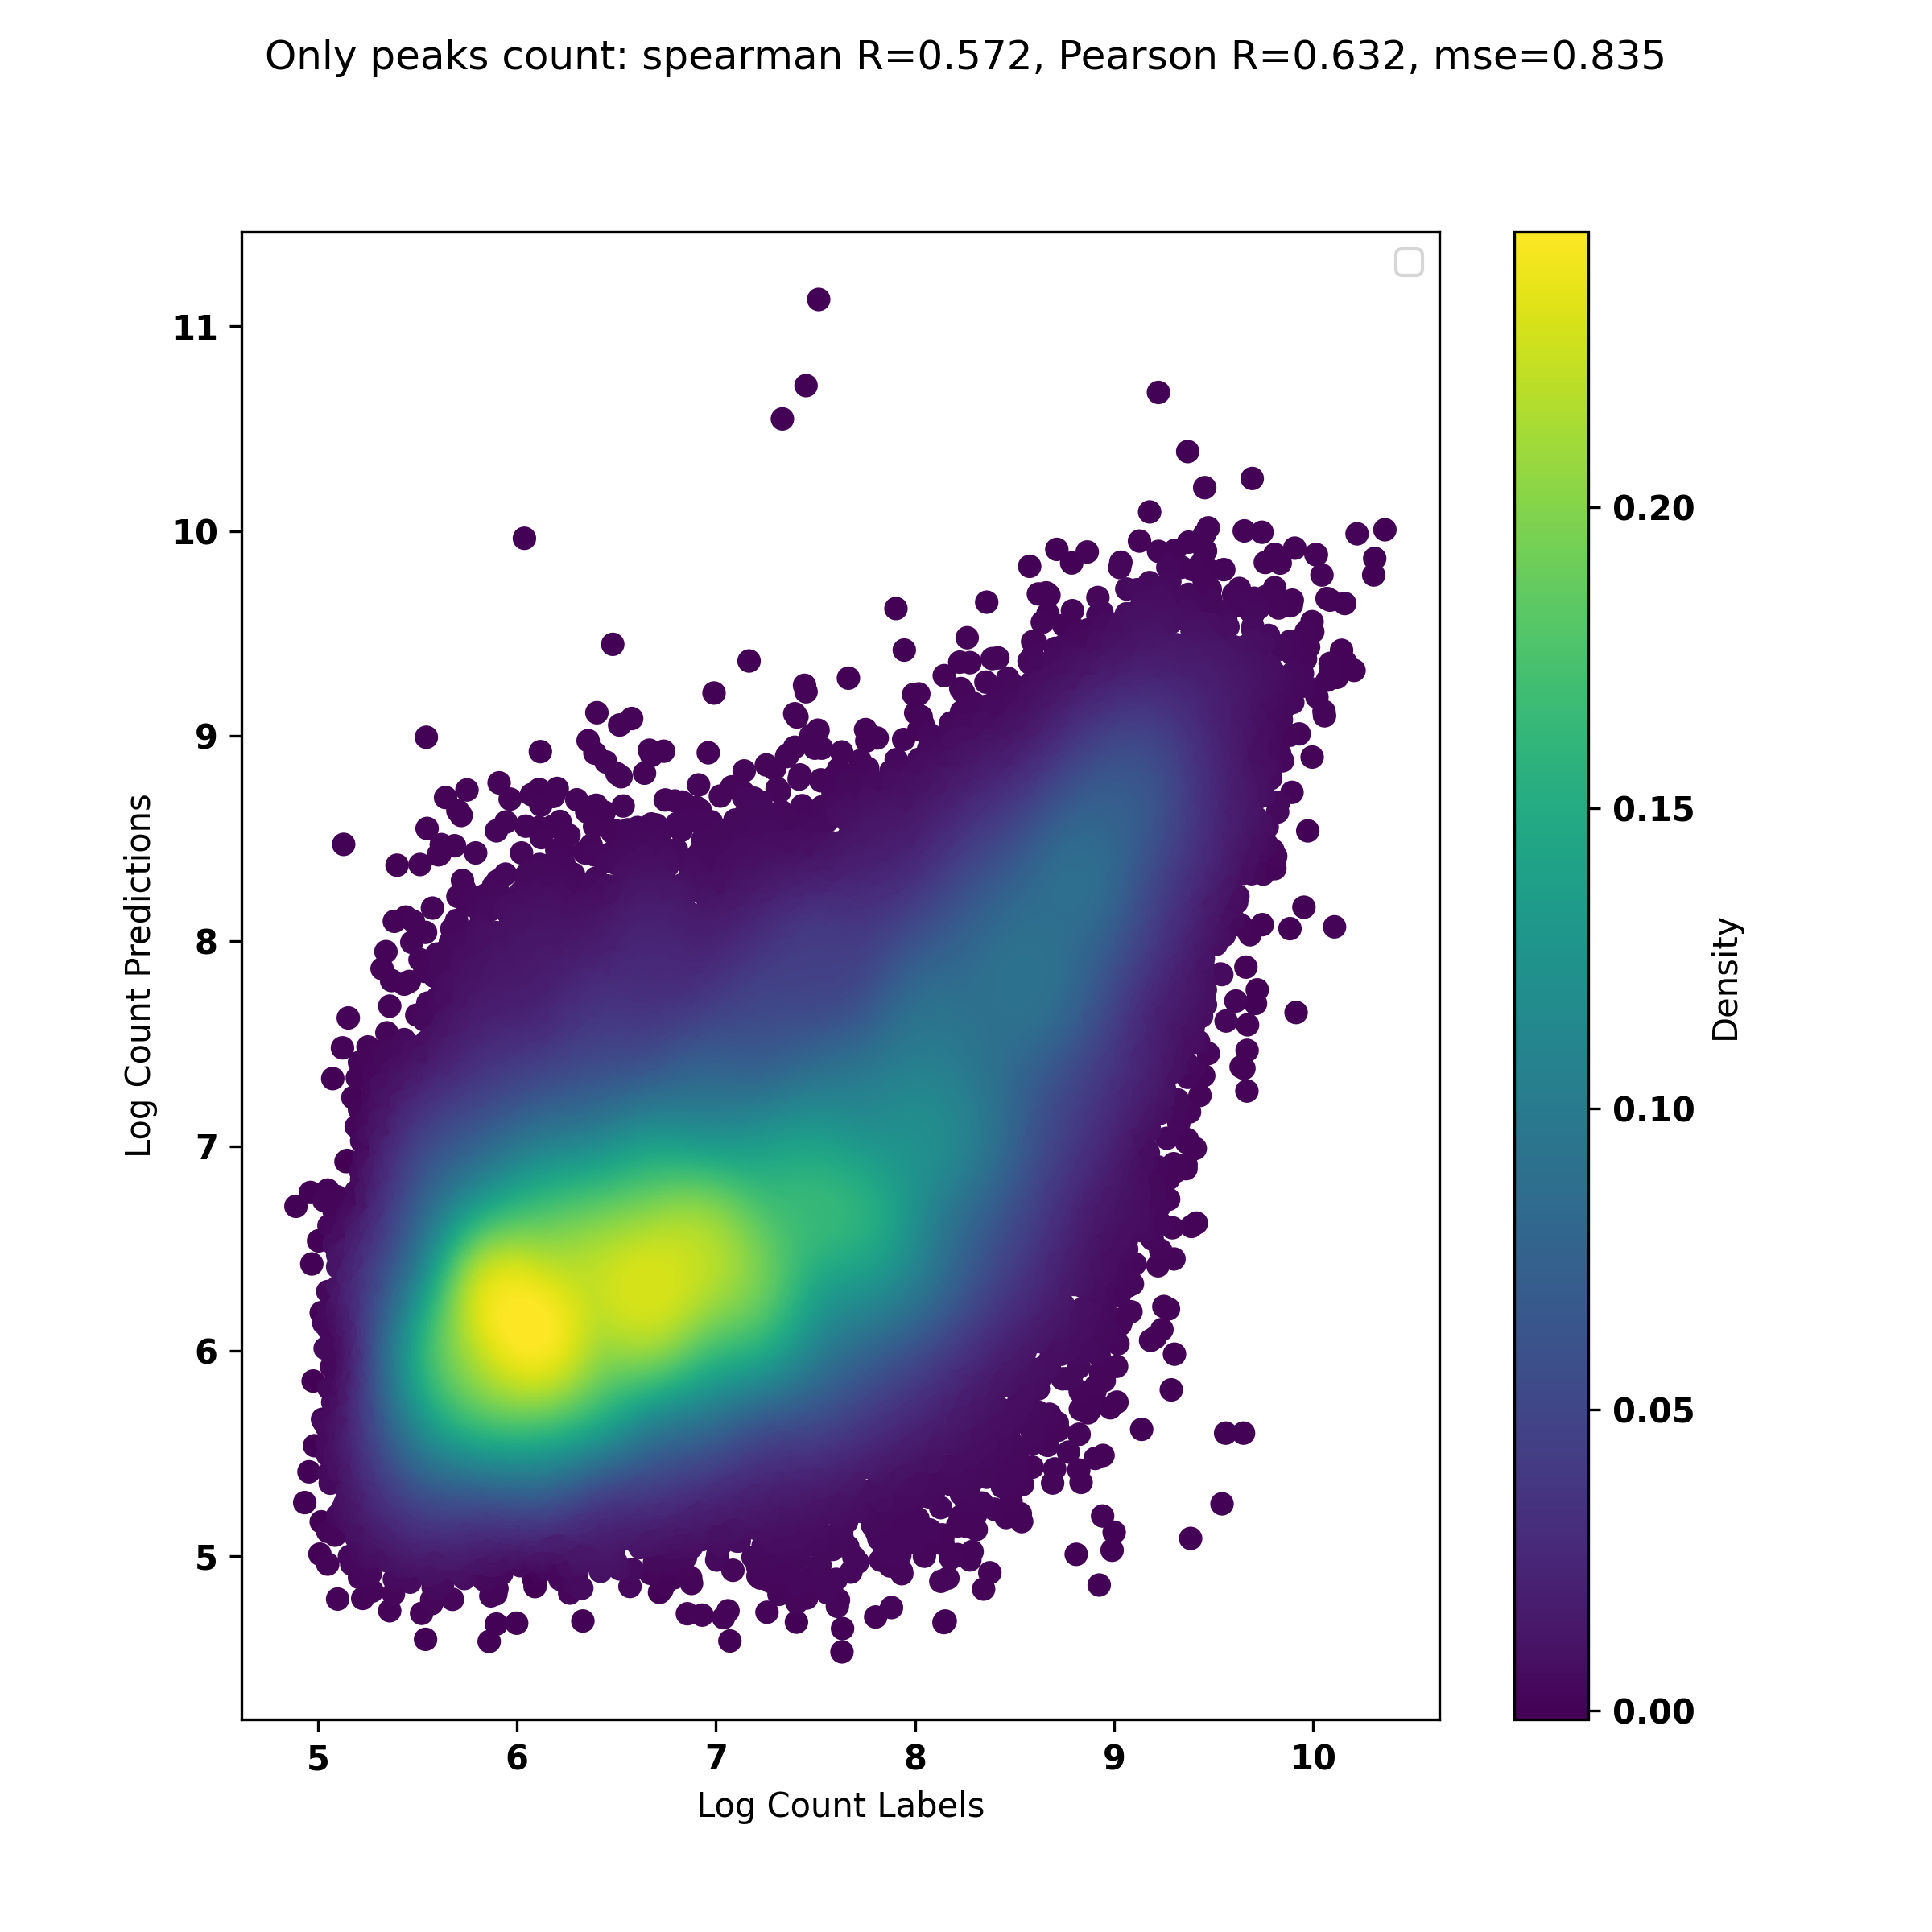 Only peaks count: spearman R=0.572, Pearson R=0.632, mse=0.835
11
10
9
8
7
6
5
Log Count Predictions
5 6 7 8 9 10
Log Count Labels
0.20
0.15
0.10
0.05
0.00
Density